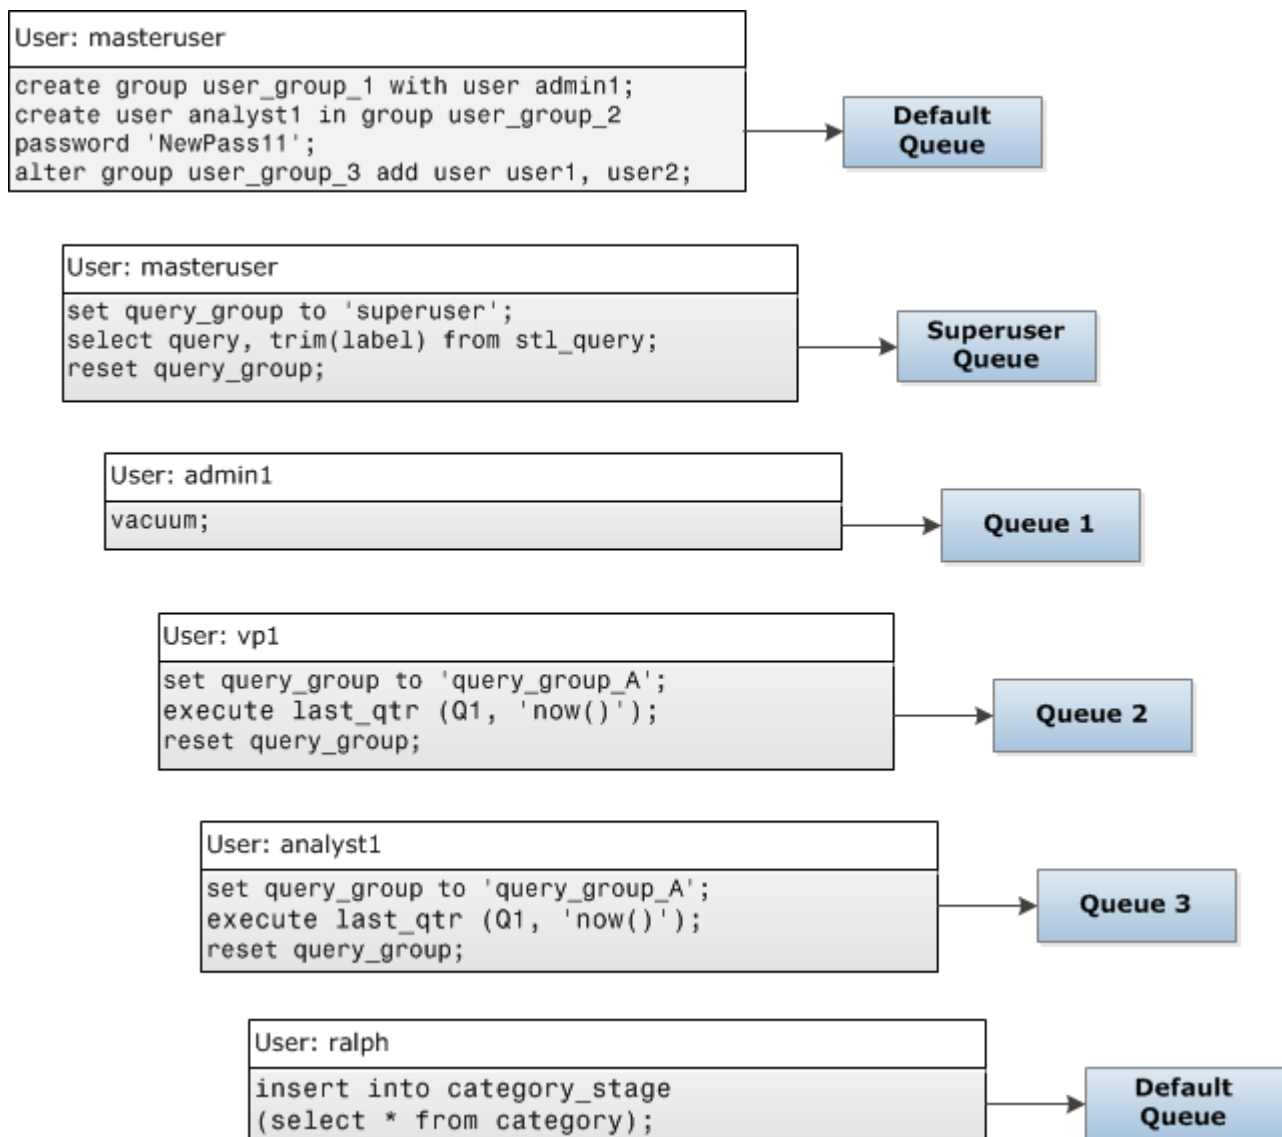 User: masteruser
create group user_group_1 with user admin1;
create user analyst1 in group user_group_2
password 'NewPass11';
alter group user_group_3 add user user1, user2;
Default
Queue
User: masteruser
set query_group to 'superuser';
select query, trim(label) from stl_query;
reset query_group;
Superuser
Queue
User: admin1
vacuum;
Queue 1
User: vp1
set query_group to 'query_group_A';
execute last_qtr (Q1, 'now()');
reset query_group;
Queue 2
User: analyst1
set query_group to 'query_group_A';
execute last_qtr (Q1, 'now()');
reset query_group;
Queue 3
User: ralph
insert into category_stage
(select * from category);
Default
Queue